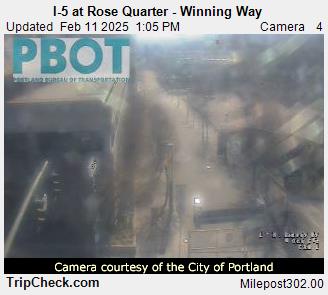 I-5 at Rose Quarter - Winning Way
Updated Feb 11 2025 1:05 PM Camera 4
PBOT
PORTLAND BUREAU OF TRANSPORTATION
Camera courtesy of the City of Portland
TripCheck.com Milepost302.00